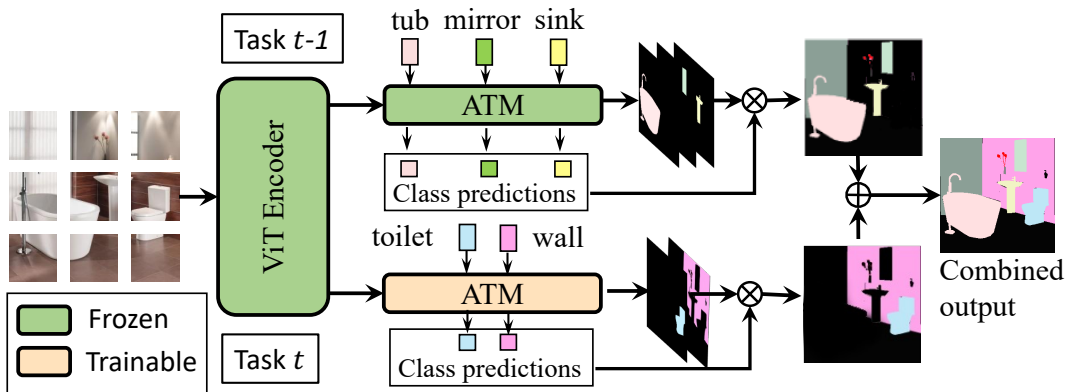 Task t-1
tub mirror sink
ATM
Class predictions
ViT Encoder
toilet wall
ATM
Class predictions
Frozen
Trainable
Task t
Combined
output